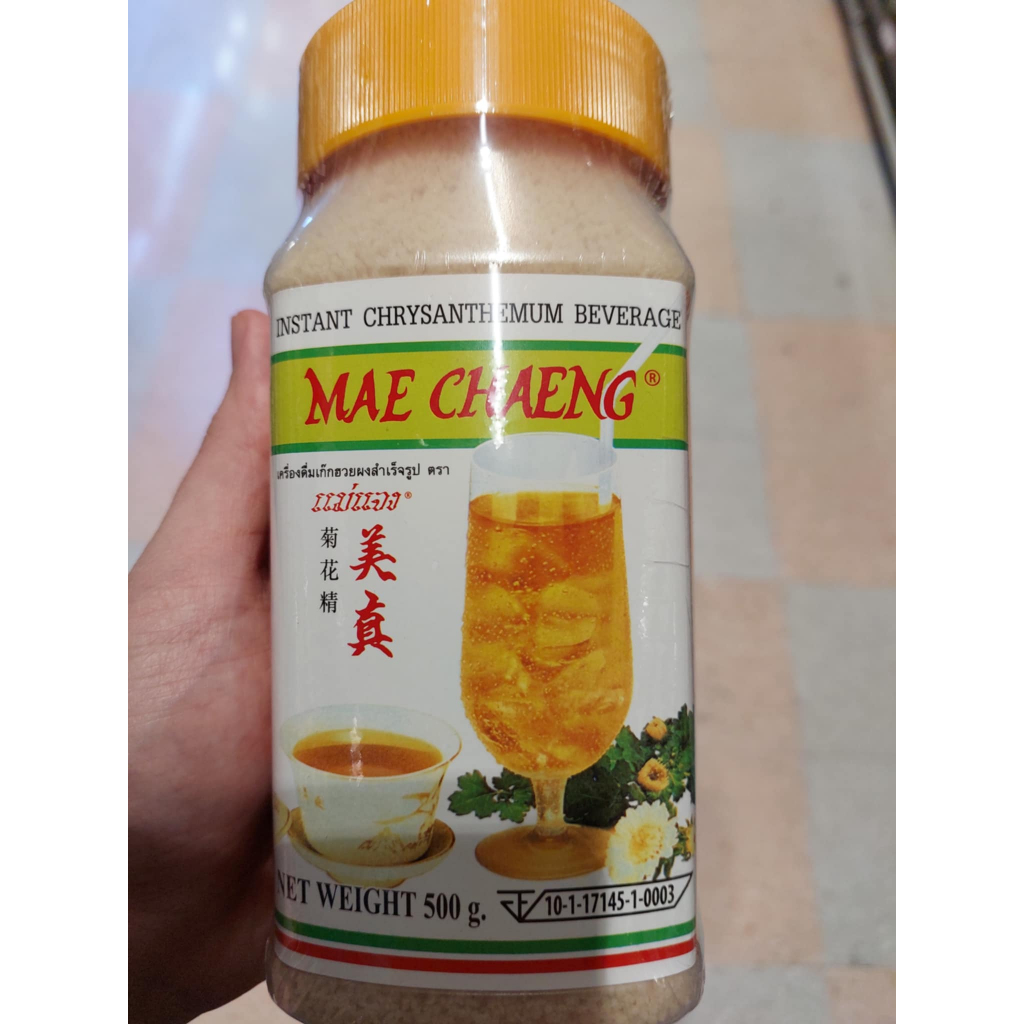 INSTANT CHRYSANTHEMUM BEVERAGE
MAE CHAENG®
เครื่องดื่มเก๊กฮวยผงสำเร็จรูป ตรา
แม่แจง®
菊花精
美真
NET WEIGHT 500 g.
10-1-17145-1-0003